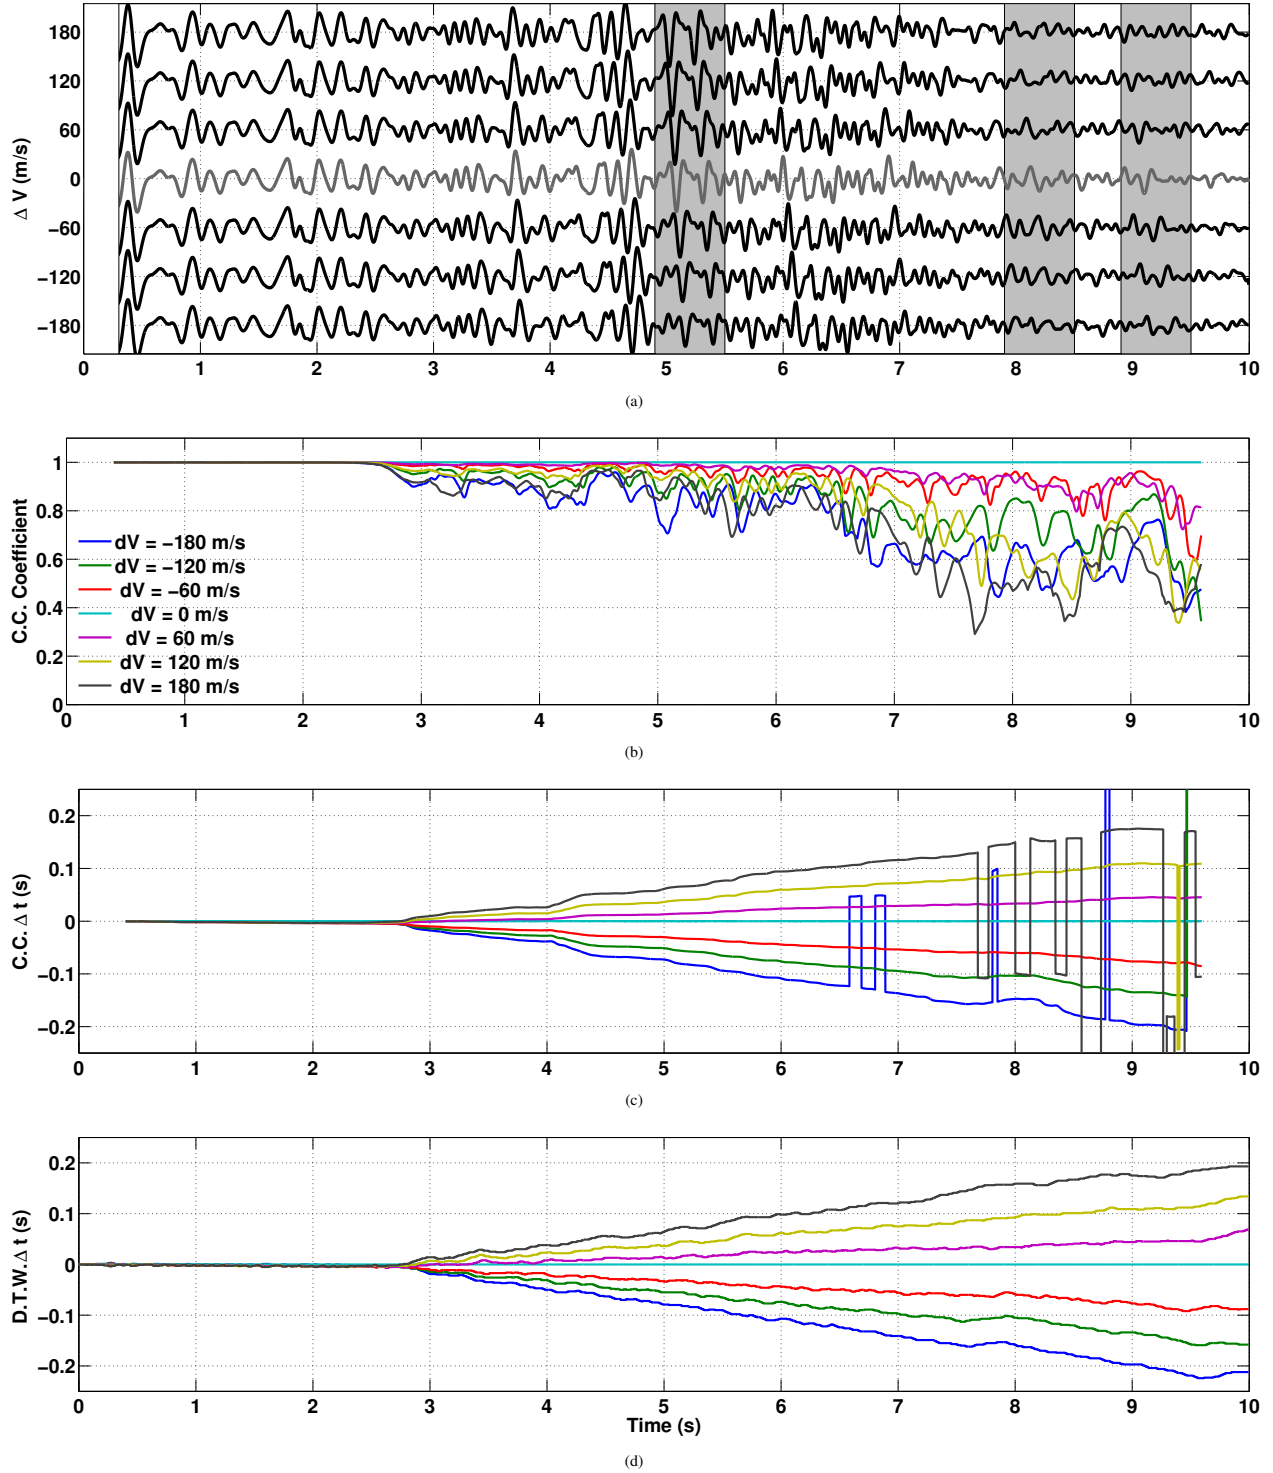 180
120
60
0
−60
−120
−180
Δ V (m/s)
0 1 2 3 4 5 6 7 8 9 10
(a)
1
0.8
0.6
0.4
0.2
0
C.C. Coefficient
dV = −180 m/s
dV = −120 m/s
dV = −60 m/s
dV = 0 m/s
dV = 60 m/s
dV = 120 m/s
dV = 180 m/s
0 1 2 3 4 5 6 7 8 9 10
(b)
0.2
0.1
0
−0.1
−0.2
C.C. Δ t (s)
0 1 2 3 4 5 6 7 8 9 10
(c)
0.2
0.1
0
−0.1
−0.2
D.T.W. Δ t (s)
0 1 2 3 4 5 6 7 8 9 10
Time (s)
(d)